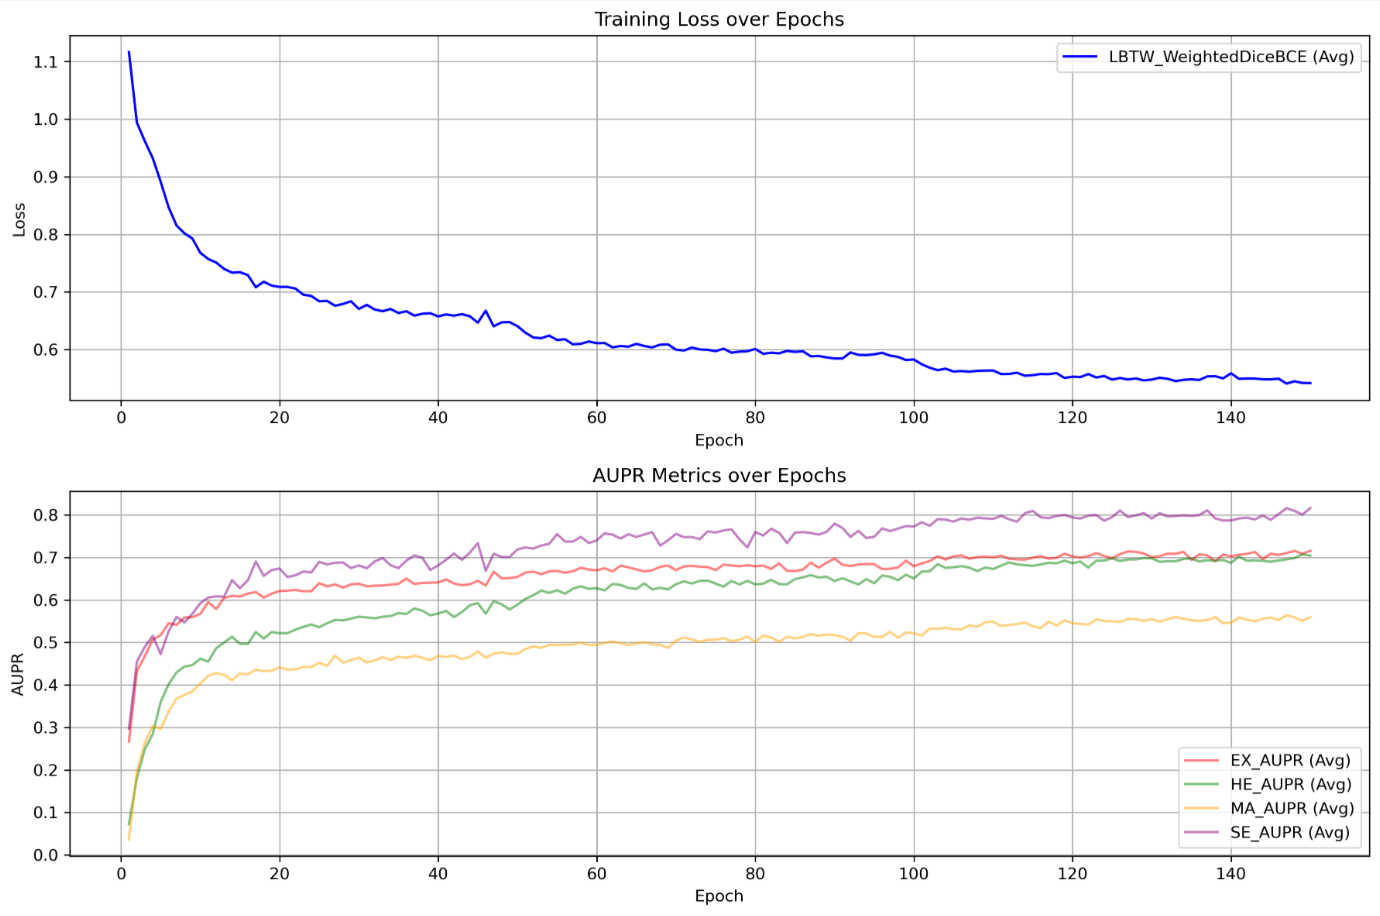 Training Loss over Epochs
LBTW_WeightedDiceBCE (Avg)
1.1
1.0
0.9
0.8
0.7
0.6
Loss
0 20 40 60 80 100 120 140
Epoch
AUPR Metrics over Epochs
0.8
0.7
0.6
0.5
0.4
0.3
0.2
0.1
0.0
AUPR
EX_AUPR (Avg)
HE_AUPR (Avg)
MA_AUPR (Avg)
SE_AUPR (Avg)
0 20 40 60 80 100 120 140
Epoch